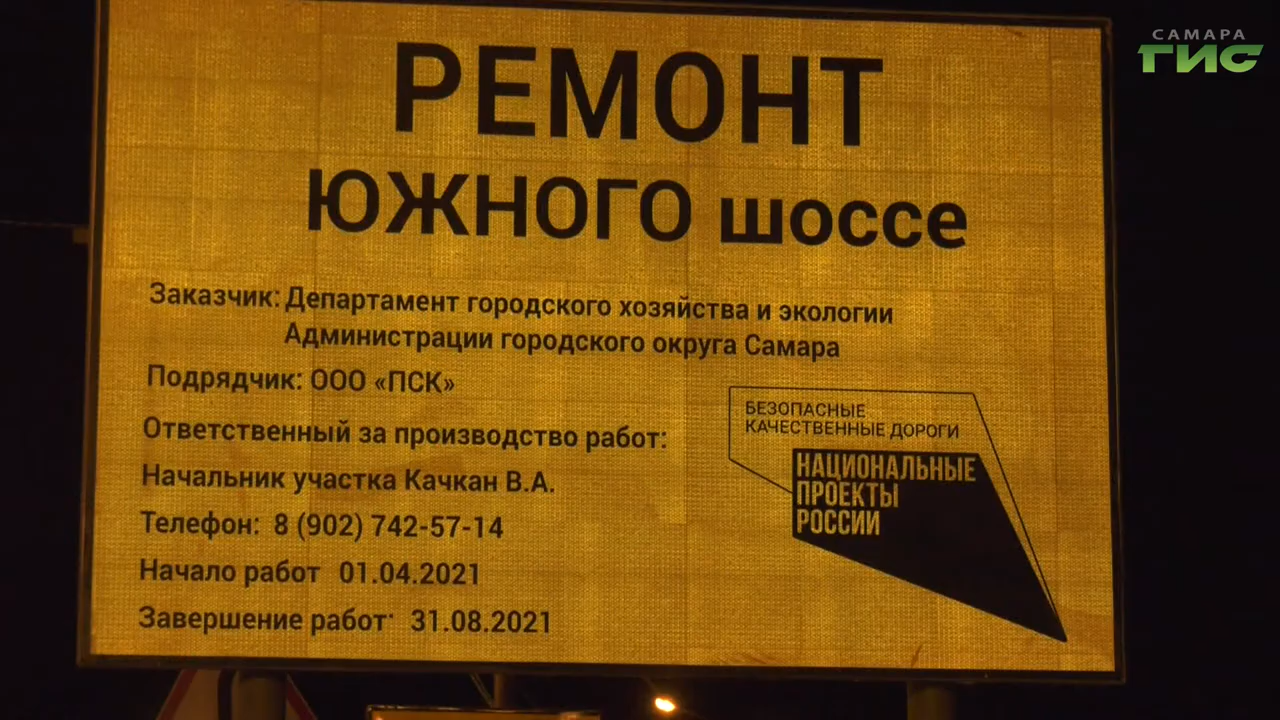 САМАРА
ГИС
РЕМОНТ
ЮЖНОГО шоссе
Заказчик: Департамент городского хозяйства и экологии
Администрации городского округа Самара
Подрядчик: ООО «ПСК»
Ответственный за производство работ:
Начальник участка Качкан В.А.
Телефон: 8 (902) 742-57-14
Начало работ 01.04.2021
Завершение работ: 31.08.2021
БЕЗОПАСНЫЕ
КАЧЕСТВЕННЫЕ ДОРОГИ
НАЦИОНАЛЬНЫЕ
ПРОЕКТЫ
РОССИИ